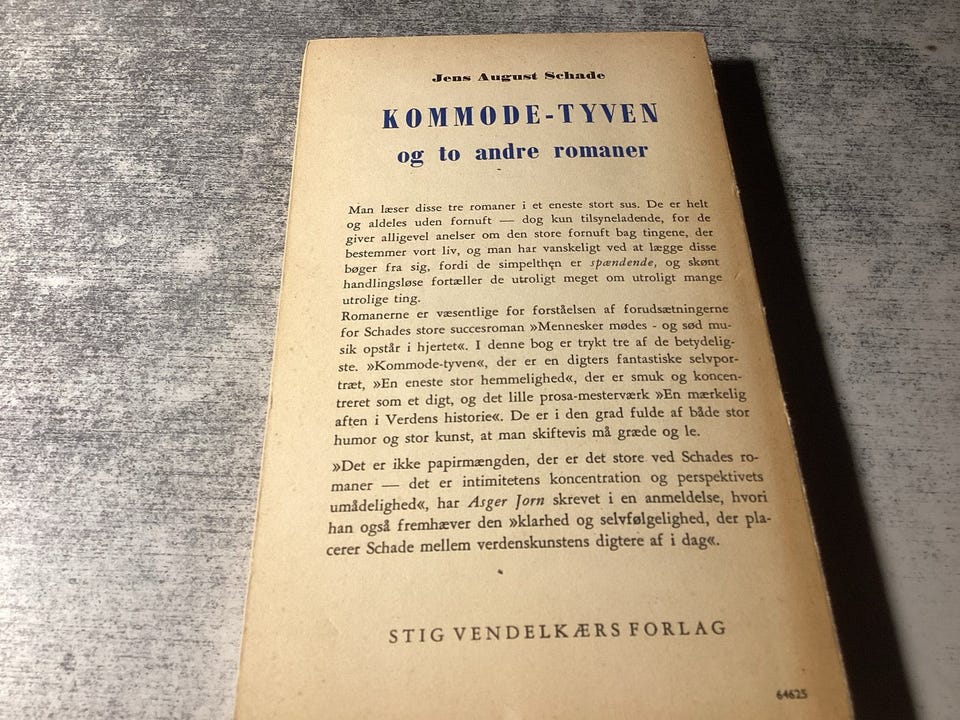 Jens August Schade
KOMMODE-TYVEN
og to andre romaner
Man læser disse tre romaner i et eneste stort sus. De er helt
og aldeles uden fornuft — dog kun tilsyneladende, for de
giver alligevel anelser om den store fornuft bag tingene, der
bestemmer vort liv, og man har vanskeligt ved at lægge disse
bøger fra sig, fordi de simpelthen er spændende, og skønt
handlingsløse fortæller de utroligt meget om utroligt mange
utrolige ting.
Romanerne er væsentlige for forståelsen af forudsætningerne
for Schades store succesroman »Mennesker mødes - og sød mu-
sik opstår i hjertet«. I denne bog er trykt tre af de betydelig-
ste. »Kommode-tyven«, der er en digters fantastiske selvpor-
træt, »En eneste stor hemmelighed«, der er smuk og koncen-
treret som et digt, og det lille prosa-mesterværk »En mærkelig
aften i Verdens historie«. De er i den grad fulde af både stor
humor og stor kunst, at man skiftevis må græde og le.
»Det er ikke papirmængden, der er det store ved Schades ro-
maner — det er intimitetens koncentration og perspektivets
umådelighed«, har Asger Jorn skrevet i en anmeldelse, hvori
han også fremhæver den »klarhed og selvfølgelighed, der pla-
cerer Schade mellem verdenskunstens digtere af i dag«.
STIG VENDELKÆRS FORLAG
64625